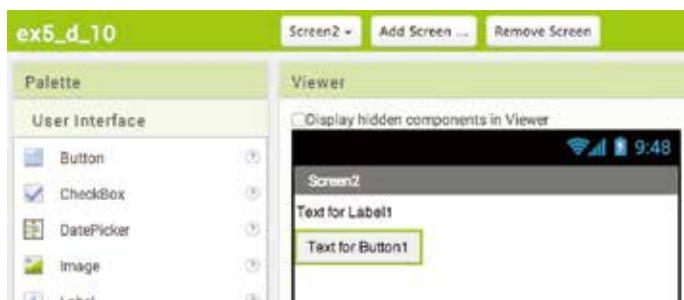 ex5_d_10
Screen2
Add Screen ...
Remove Screen
Palette
Viewer
User Interface
Display hidden components in Viewer
Button
CheckBox
DatePicker
Image
Label
9:48
Screen2
Text for Label1
Text for Button1